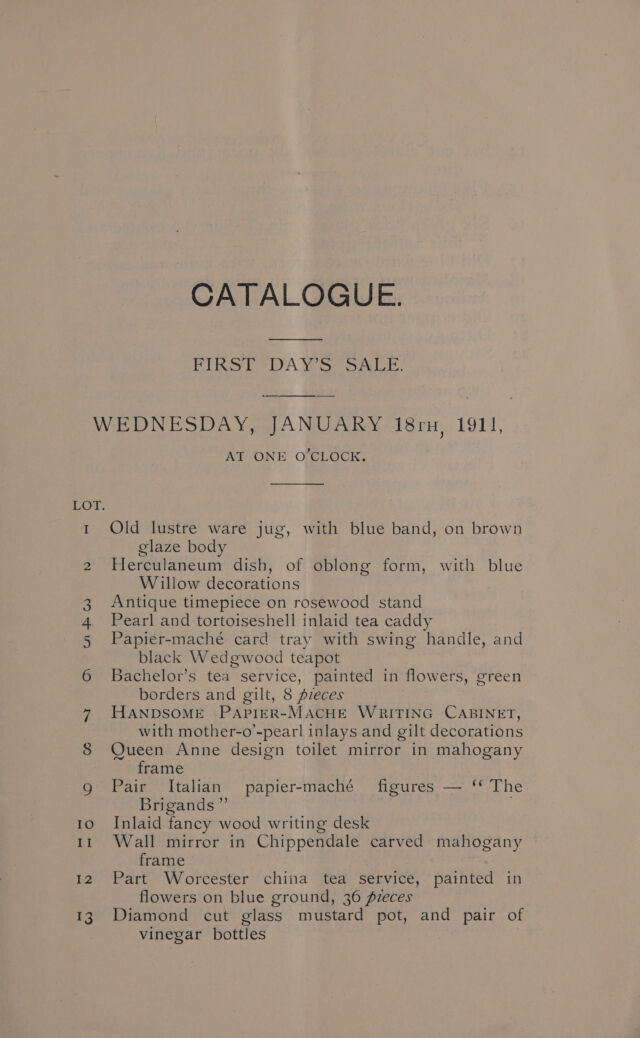 CATALOGUE.
FIRST DAY'S SALE.
WEDNESDAY, JANUARY 18TH, 1911,
AT ONE O'CLOCK.
LOT.
1 Old lustre ware jug, with blue band, on brown
glaze body
2 Herculaneum dish, of oblong form, with blue
Willow decorations
3 Antique timepiece on rosewood stand
4 Pearl and tortoiseshell inlaid tea caddy
5 Papier-maché card tray with swing handle, and
black Wedgwood teapot
6 Bachelor's tea service, painted in flowers, green
borders and gilt, 8 pieces
7 HANDSOME PAPIER-MACHE WRITING CABINET,
with mother-o'-pearl inlays and gilt decorations
8 Queen Anne design toilet mirror in mahogany
frame
9 Pair Italian papier-maché figures — “The
Brigands”
10 Inlaid fancy wood writing desk
11 Wall mirror in Chippendale carved mahogany
frame
12 Part Worcester china tea service, painted in
flowers on blue ground, 36 pieces
13 Diamond cut glass mustard pot, and pair of
vinegar bottles